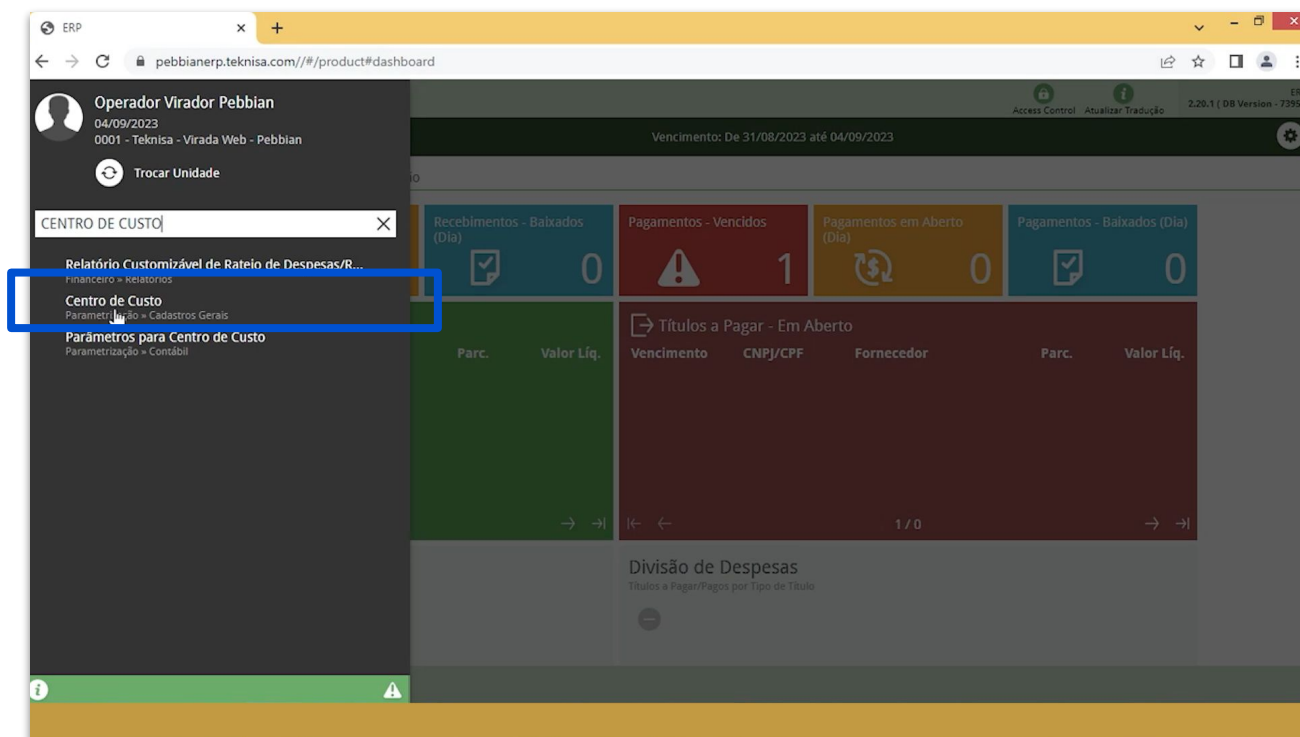 ERP
pebbianerp.teknisa.com//#/product#dashboard
Operador Virador Pebbian
04/09/2023
0001 - Teknisa - Virada Web - Pebbian
Trocar Unidade
CENTRO DE CUSTO
Relatório Customizável de Rateio de Despesas/R...
Financeiro » Relatórios
Centro de Custo
Parametrização » Cadastros Gerais
Parâmetros para Centro de Custo
Parametrização » Contábil
Access Control
Atualizar Tradução
2.20.1 ( DB Version - 7395
Vencimento: De 31/08/2023 até 04/09/2023
Recebimentos - Baixados (Dia)
0
Pagamentos - Vencidos
1
Pagamentos em Aberto (Dia)
0
Pagamentos - Baixados (Dia)
0
Parc. Valor Líq.
Títulos a Pagar - Em Aberto
Vencimento CNPJ/CPF Fornecedor Parc. Valor Líq.
1 / 0
Divisão de Despesas
Títulos a Pagar/Pagos por Tipo de Título